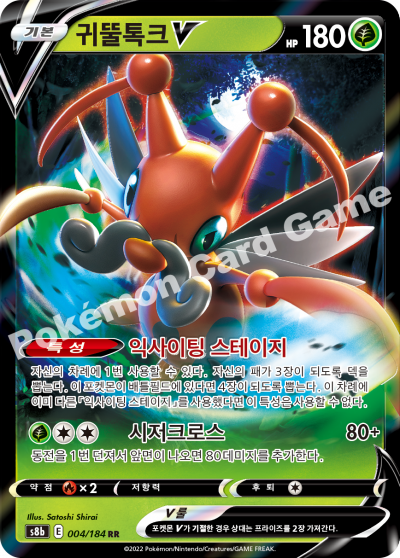 기본 귀뚤톡크 V HP 180
Pokémon Card Game
특성 익사이팅 스테이지
자신의 차례에 1번 사용할 수 있다. 자신의 패가 3장이 되도록 덱을
뽑는다. 이 포켓몬이 배틀필드에 있다면 4장이 되도록 뽑는다. 이 차례에
이미 다른 「익사이팅 스테이지」를 사용했다면 이 특성은 사용할 수 없다.
시저크로스 80+
동전을 1번 던져서 앞면이 나오면 80데미지를 추가한다.
약점 ×2 저항력 후퇴
Illus. Satoshi Shirai V룰
s8b E 004/184 RR 포켓몬 V가 기절한 경우 상대는 프라이즈를 2장 가져간다.
©2022 Pokémon/Nintendo/Creatures/GAME FREAK.